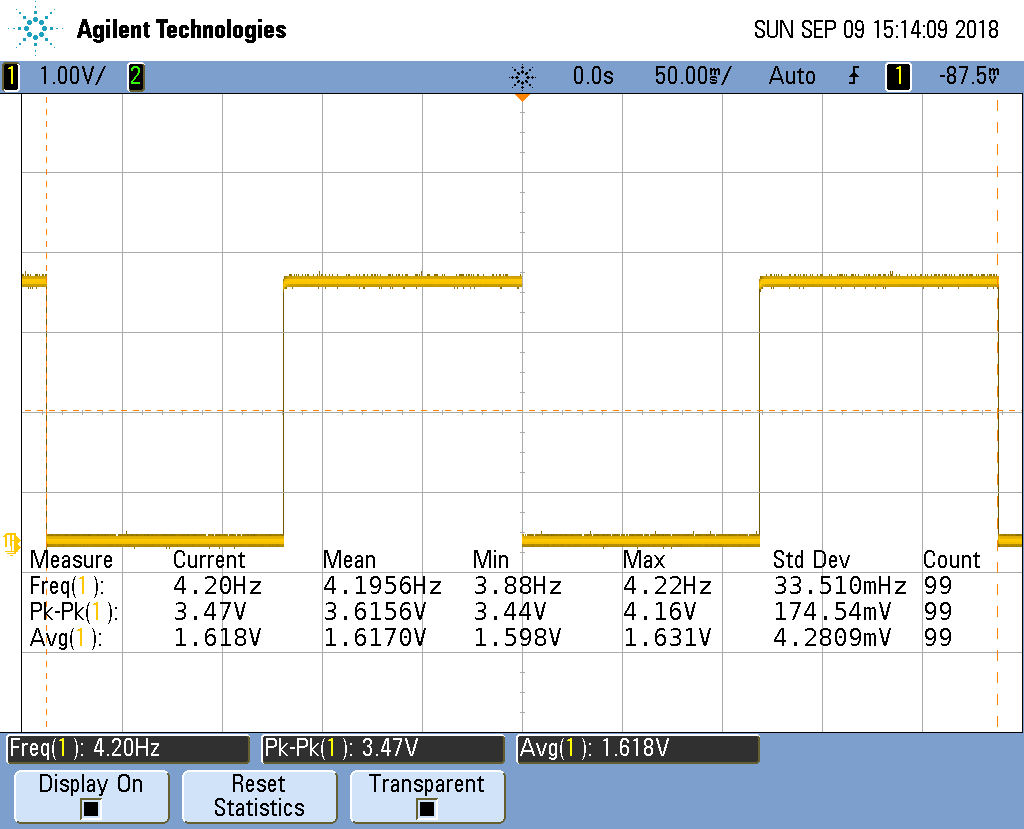 Agilent Technologies SUN SEP 09 15:14:09 2018
1 1.00V/ 2 0.0s 50.00ms/ Auto 1 -87.5mV
Measure Current Mean Min Max Std Dev Count
Freq(1): 4.20Hz 4.1956Hz 3.88Hz 4.22Hz 33.510mHz 99
Pk-Pk(1): 3.47V 3.6156V 3.44V 4.16V 174.54mV 99
Avg(1): 1.618V 1.6170V 1.598V 1.631V 4.2809mV 99
Freq(1): 4.20Hz Pk-Pk(1): 3.47V Avg(1): 1.618V
Display On Reset Statistics Transparent